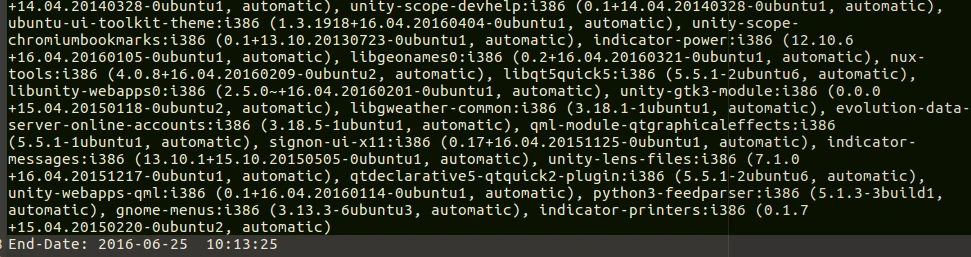 +14.04.20140328-0ubuntu1, automatic), unity-scope-devhelp:i386 (0.1+14.04.20140328-0ubuntu1, automatic),
ubuntu-ui-toolkit-theme:i386 (1.3.1918+16.04.20160404-0ubuntu1, automatic), unity-scope-
chromiumbookmarks:i386 (0.1+13.10.20130723-0ubuntu1, automatic), indicator-power:i386 (12.10.6
+16.04.20160105-0ubuntu1, automatic), libgeonames0:i386 (0.2+16.04.20160321-0ubuntu1, automatic), nux-
tools:i386 (4.0.8+16.04.20160209-0ubuntu2, automatic), libqt5quick5:i386 (5.5.1-2ubuntu6, automatic),
libunity-webapps0:i386 (2.5.0~+16.04.20160201-0ubuntu1, automatic), unity-gtk3-module:i386 (0.0.0
+15.04.20150118-0ubuntu2, automatic), libgweather-common:i386 (3.18.1-1ubuntu1, automatic), evolution-data-
server-online-accounts:i386 (3.18.5-1ubuntu1, automatic), qml-module-qtgraphicaleffects:i386
(5.5.1-1ubuntu1, automatic), signon-ui-x11:i386 (0.17+16.04.20151125-0ubuntu1, automatic), indicator-
messages:i386 (13.10.1+15.10.20150505-0ubuntu1, automatic), unity-lens-files:i386 (7.1.0
+16.04.20151217-0ubuntu1, automatic), qtdeclarative5-qtquick2-plugin:i386 (5.5.1-2ubuntu6, automatic),
unity-webapps-qml:i386 (0.1+16.04.20160114-0ubuntu1, automatic), python3-feedparser:i386 (5.1.3-3build1,
automatic), gnome-menus:i386 (3.13.3-6ubuntu3, automatic), indicator-printers:i386 (0.1.7
+15.04.20150220-0ubuntu2, automatic)
End-Date: 2016-06-25  10:13:25